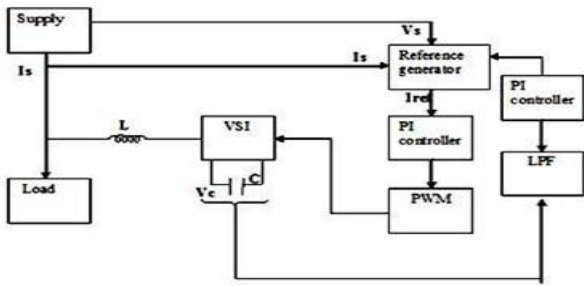 Supply
Vs
Is
Is
Reference
generator
PI
controller
Iref
L
VSI
PI
controller
LPF
C
Vc
Load
PWM